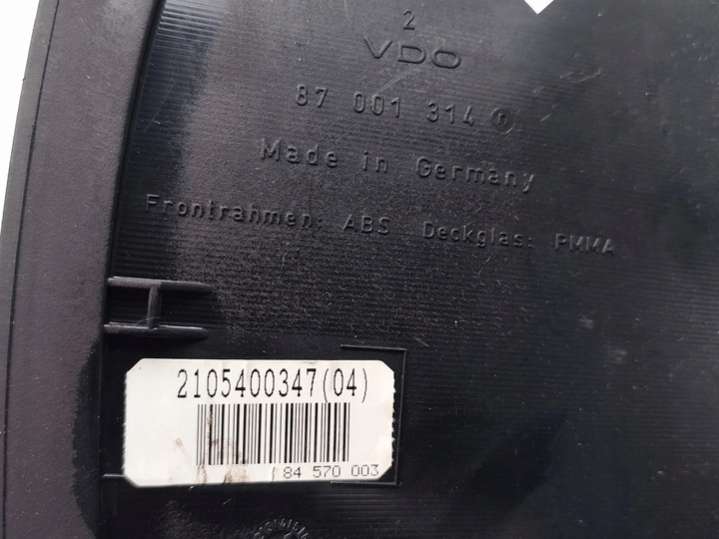 2
VDO
87 001 314
Made in Germany
Frontrahmen: ABS Deckglas: PMMA
2105400347(04)
84 570 003